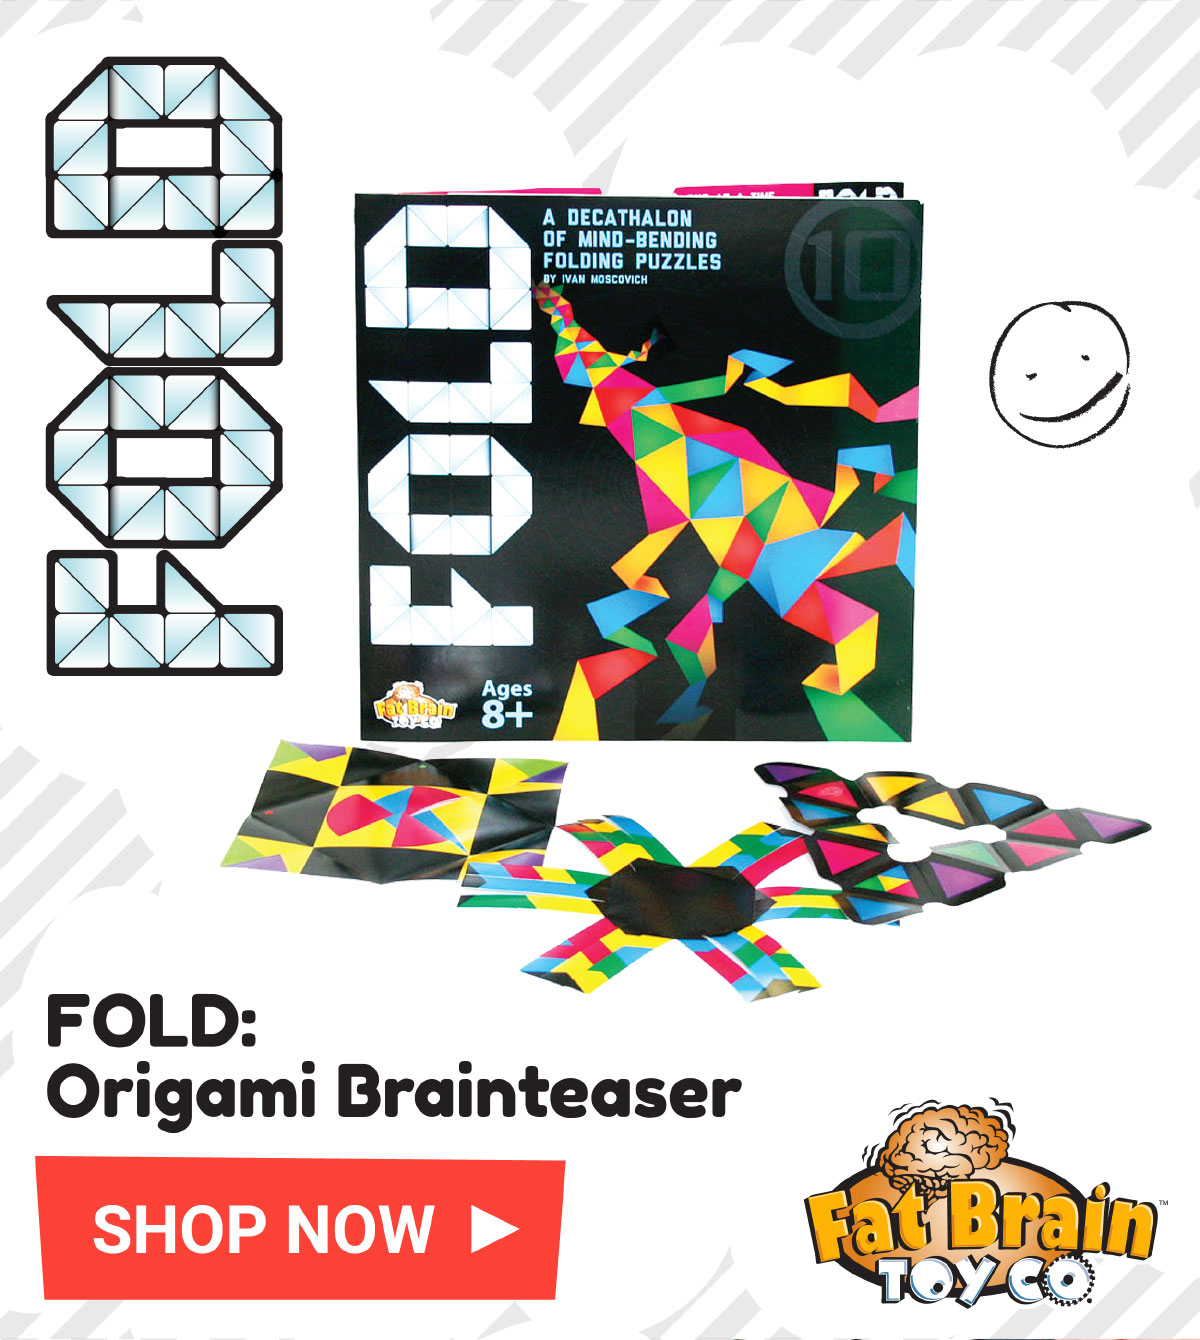 FOLD
FOLD
A DECATHALON
OF MIND-BENDING
FOLDING PUZZLES
BY IVAN MOSCOVICH
10
Fat Brain
TOY CO.
Ages
8+
FOLD:
Origami Brainteaser
SHOP NOW
Fat Brain™
TOY CO.